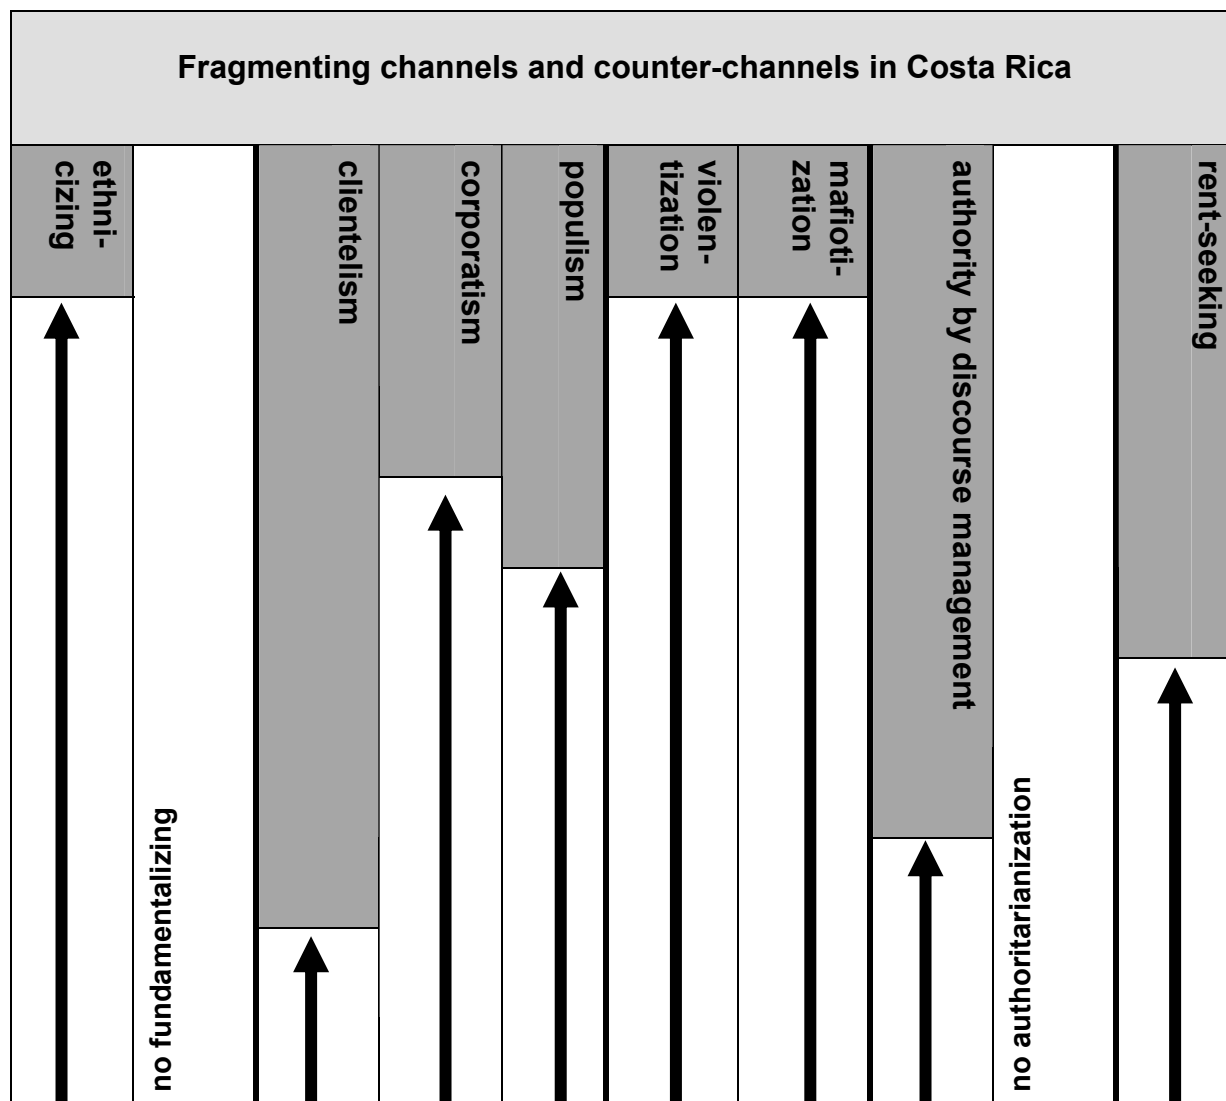 Fragmenting channels and counter-channels in Costa Rica
ethni-
cizing
no fundamentalizing
clientelism
corporatism
populism
violen-
tization
mafioti-
zation
authority by discourse management
no authoritarianization
rent-seeking